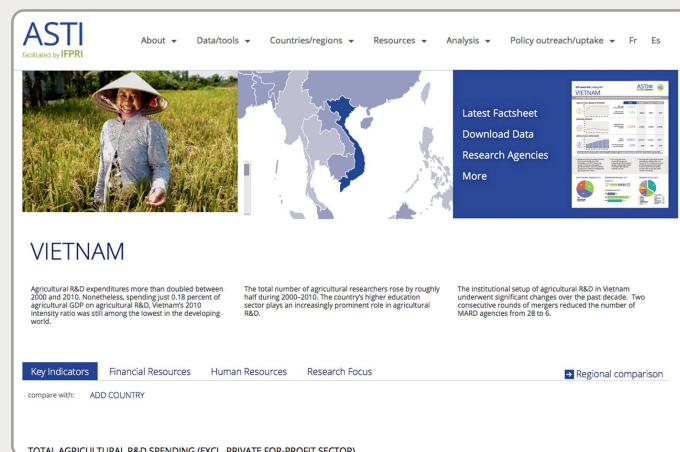 ASTI
facilitated by IFPRI
About Data/tools Countries/regions Resources Analysis Policy outreach/uptake Fr Es
Latest Factsheet
Download Data
Research Agencies
More
ASTI
VIETNAM
VIETNAM
Agricultural R&D expenditures more than doubled between
2000 and 2010. Nonetheless, spending just 0.18 percent of
agricultural GDP on agricultural R&D, Vietnam's 2010
intensity ratio was still among the lowest in the developing
world.
The total number of agricultural researchers rose by roughly
half during 2000–2010. The country's higher education
sector plays an increasingly prominent role in agricultural
R&D.
The institutional setup of agricultural R&D in Vietnam
underwent significant changes over the past decade. Two
consecutive rounds of mergers reduced the number of
MARD agencies from 28 to 6.
Key Indicators Financial Resources Human Resources Research Focus Regional comparison
compare with: ADD COUNTRY
TOTAL AGRICULTURAL R&D SPENDING (EXCL. PRIVATE FOR-PROFIT SECTOR)